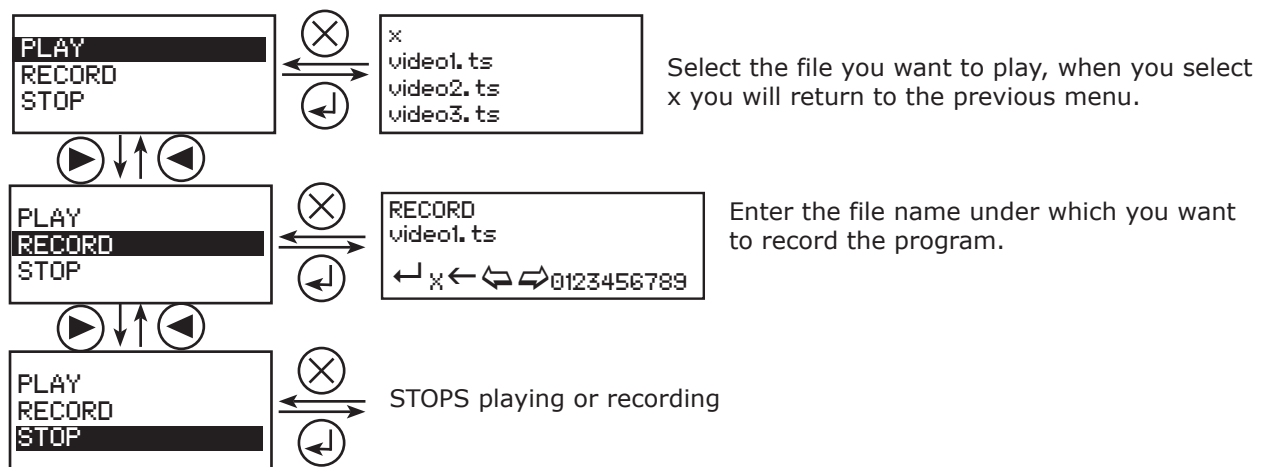 PLAY
RECORD
STOP
x
video1.ts
video2.ts
video3.ts
Select the file you want to play, when you select
x you will return to the previous menu.
PLAY
RECORD
STOP
RECORD
video1.ts
↵ x ← ⇦ ⇨ 0123456789
Enter the file name under which you want
to record the program.
PLAY
RECORD
STOP
STOPS playing or recording